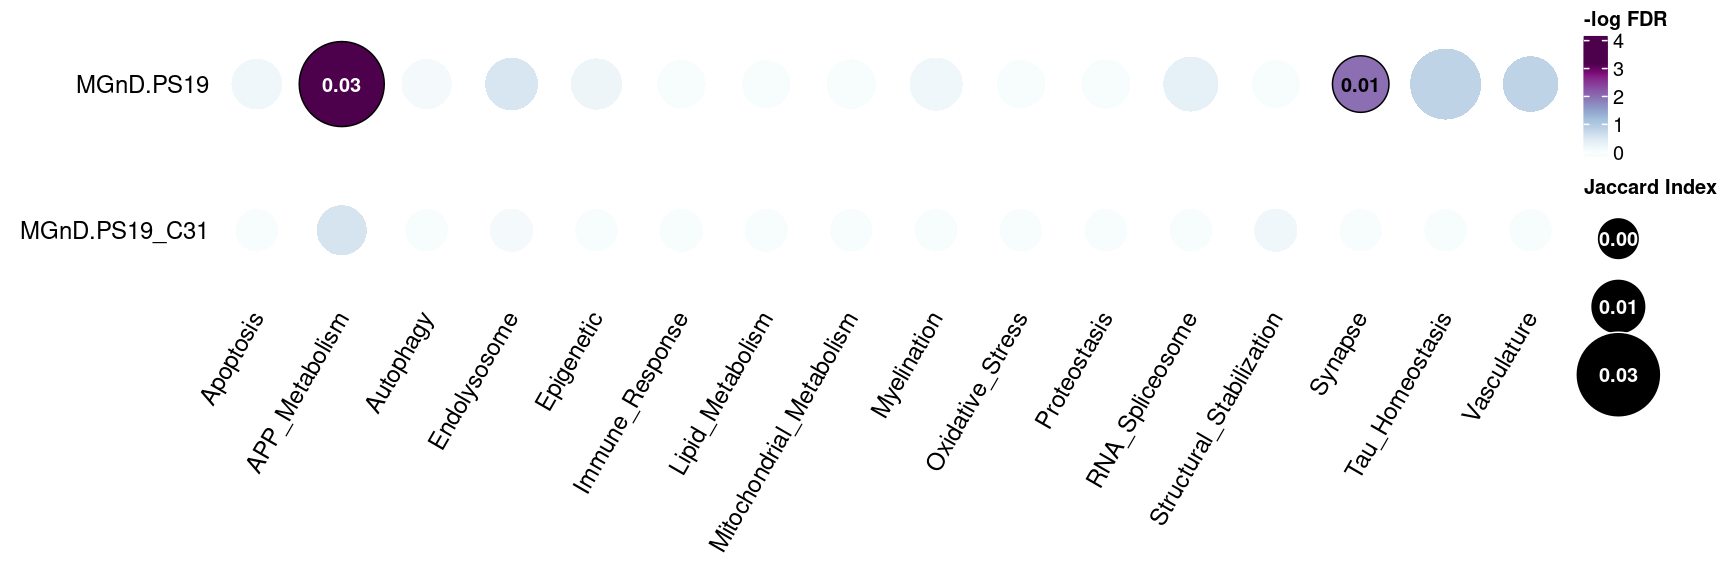 -log FDR
4
3
2
1
0
MGnD.PS19
0.03
0.01
MGnD.PS19_C31
Jaccard Index
0.00
0.01
0.03
Apoptosis
APP_Metabolism
Autophagy
Endolysosome
Epigenetic
Immune_Response
Lipid_Metabolism
Mitochondrial_Metabolism
Myelination
Oxidative_Stress
Proteostasis
RNA_Spliceosome
Structural_Stabilization
Synapse
Tau_Homeostasis
Vasculature